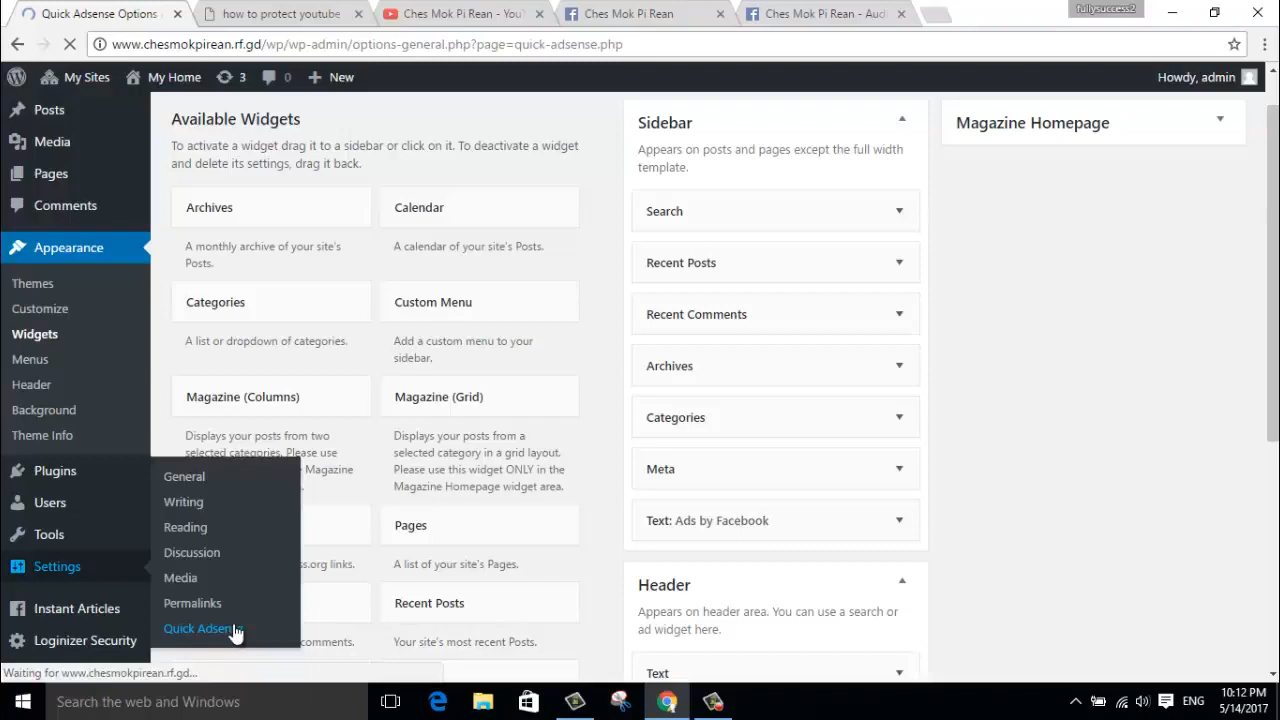 Quick Adsense Options
how to protect youtube
Ches Mok Pi Rean - YouT
Ches Mok Pi Rean
Ches Mok Pi Rean - Aud
fullysuccess2
www.chesmokpirean.rf.gd/wp/wp-admin/options-general.php?page=quick-adsense.php
My Sites
My Home
3
0
New
Howdy, admin
Posts
Media
Pages
Comments
Appearance
Themes
Customize
Widgets
Menus
Header
Background
Theme Info
Plugins
Users
Tools
Settings
Instant Articles
Loginizer Security
General
Writing
Reading
Discussion
Media
Permalinks
Quick Adsense
Available Widgets
To activate a widget drag it to a sidebar or click on it. To deactivate a widget
and delete its settings, drag it back.
Archives
A monthly archive of your site's
Posts.
Calendar
A calendar of your site's Posts.
Categories
A list or dropdown of categories.
Custom Menu
Add a custom menu to your
sidebar.
Magazine (Columns)
Displays your posts from two
selected categories. Please use
Magazine
Magazine (Grid)
Displays your posts from a
selected category in a grid layout.
Please use this widget ONLY in the
Magazine Homepage widget area.
ss.org links.
Pages
A list of your site's Pages.
comments.
Recent Posts
Your site's most recent Posts.
Sidebar
Appears on posts and pages except the full width
template.
Search
Recent Posts
Recent Comments
Archives
Categories
Meta
Text: Ads by Facebook
Header
Appears on header area. You can use a search or
ad widget here.
Text
Magazine Homepage
Waiting for www.chesmokpirean.rf.gd...
Search the web and Windows
ENG
10:12 PM
5/14/2017